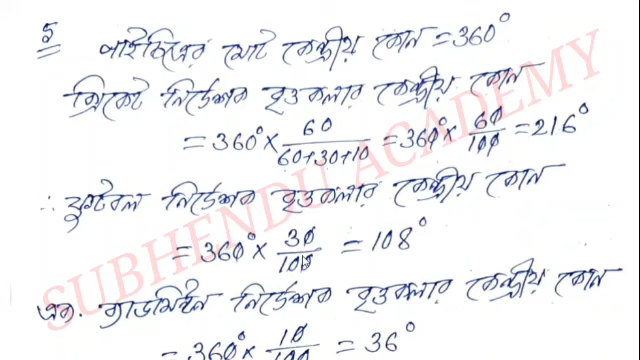 5 পাইচিত্রের মোট কেন্দ্রীয় কোন = 360°
ক্রিকেট নির্দেশক বৃত্তকলার কেন্দ্রীয় কোন
= 360° × 60/60+30+10 = 360° × 60/100 = 216°
∴ ফুটবল নির্দেশক বৃত্তকলার কেন্দ্রীয় কোন
= 360° × 30/100 = 108°
এবং ব্যাডমিন্টন নির্দেশক বৃত্তকলার কেন্দ্রীয় কোন
= 360° × 10/100 = 36°
SUBHENDU ACADEMY